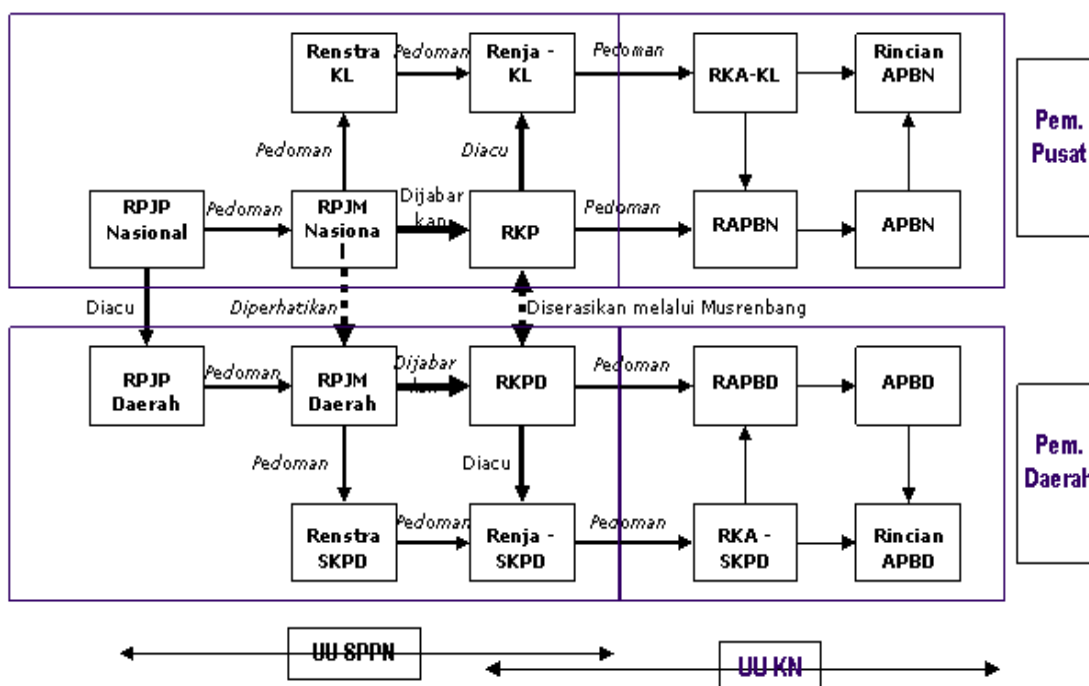 Renstra
KL
Pedoman
Renja -
KL
Pedoman
RKA-KL
Rincian
APBN
Pem.
Pusat
Pedoman
Diacu
RPJP
Nasional
Pedoman
RPJM
Nasiona
Dijabar
kan
RKP
Pedoman
RAPBN
APBN
Diacu
Diperhatikan
Diserasikan melalui Musrenbang
RPJP
Daerah
Pedoman
RPJM
Daerah
Dijabar
kan
RKPD
Pedoman
RAPBD
APBD
Pem.
Daerah
Pedoman
Diacu
Renstra
SKPD
Pedoman
Renja -
SKPD
Pedoman
RKA -
SKPD
Rincian
APBD
UU SPPN
UU KN